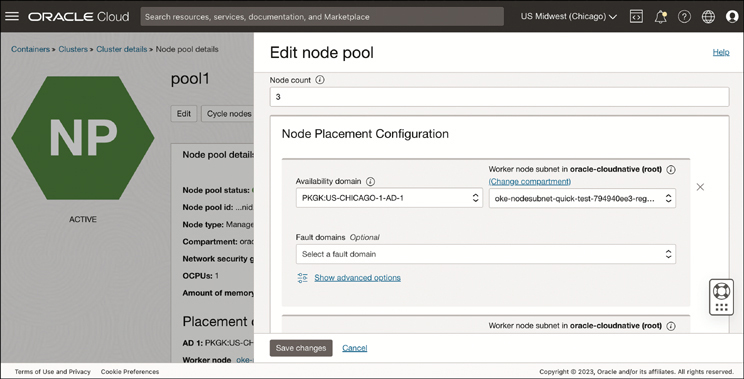 ORACLE Cloud
Search resources, services, documentation, and Marketplace
US Midwest (Chicago)
Containers » Clusters » Cluster details » Node pool details
NP
ACTIVE
pool1
Edit
Cycle nodes
Node pool details
Node pool status:
Node pool id: ...nid
Node type: Manage
Compartment: orac
Network security g
OCPUs: 1
Amount of memory
Placement c
AD 1: PKGK:US-CH
Worker node oke-
Edit node pool
Help
Node count
3
Node Placement Configuration
Availability domain
PKGK:US-CHICAGO-1-AD-1
Worker node subnet in oracle-cloudnative (root)
(Change compartment)
oke-nodesubnet-quick-test-794940ee3-reg...
Fault domains Optional
Select a fault domain
Show advanced options
Worker node subnet in oracle-cloudnative (root)
Save changes
Cancel
Terms of Use and Privacy
Cookie Preferences
Copyright © 2023, Oracle and/or its affiliates. All rights reserved.